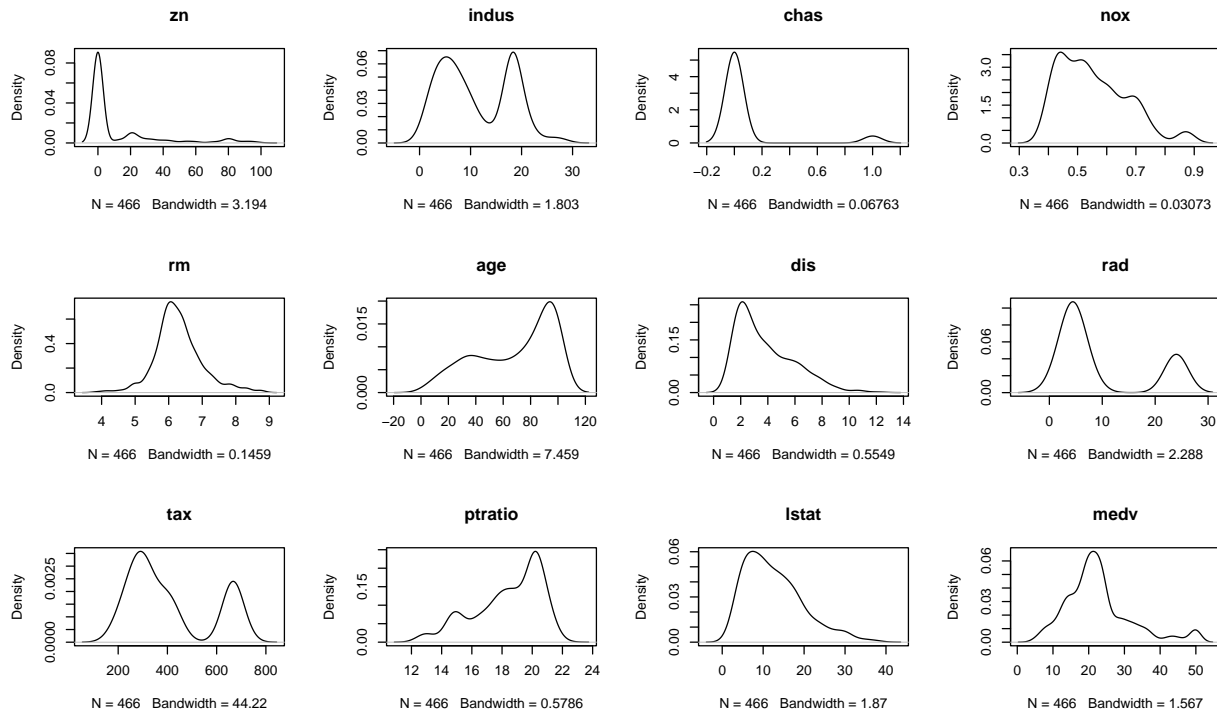 zn
indus
chas
nox
Density
0.00 0.04 0.08
0 20 40 60 80 100
N = 466 Bandwidth = 3.194
Density
0.00 0.03 0.06
0 10 20 30
N = 466 Bandwidth = 1.803
Density
0 2 4
−0.2 0.2 0.6 1.0
N = 466 Bandwidth = 0.06763
Density
0.0 1.5 3.0
0.3 0.5 0.7 0.9
N = 466 Bandwidth = 0.03073
rm
age
dis
rad
Density
0.0 0.4
4 5 6 7 8 9
N = 466 Bandwidth = 0.1459
Density
0.000 0.015
−20 0 20 40 60 80 120
N = 466 Bandwidth = 7.459
Density
0.00 0.15
0 2 4 6 8 10 12 14
N = 466 Bandwidth = 0.5549
Density
0.00 0.06
0 10 20 30
N = 466 Bandwidth = 2.288
tax
ptratio
lstat
medv
Density
0.0000 0.0025
200 400 600 800
N = 466 Bandwidth = 44.22
Density
0.00 0.15
12 14 16 18 20 22 24
N = 466 Bandwidth = 0.5786
Density
0.00 0.03 0.06
0 10 20 30 40
N = 466 Bandwidth = 1.87
Density
0.00 0.03 0.06
0 10 20 30 40 50
N = 466 Bandwidth = 1.567